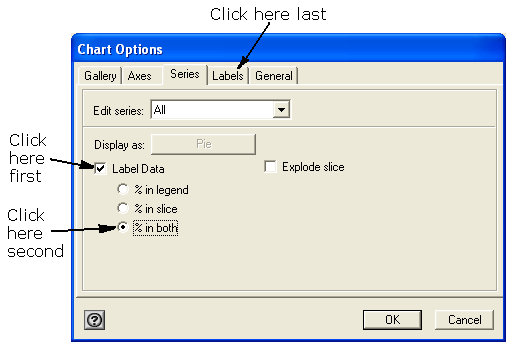 Click here last
Chart Options
Gallery Axes Series Labels General
Edit series: All
Display as: Pie
Click
here
first
Label Data
Explode slice
% in legend
% in slice
Click
here
second
% in both
? OK Cancel